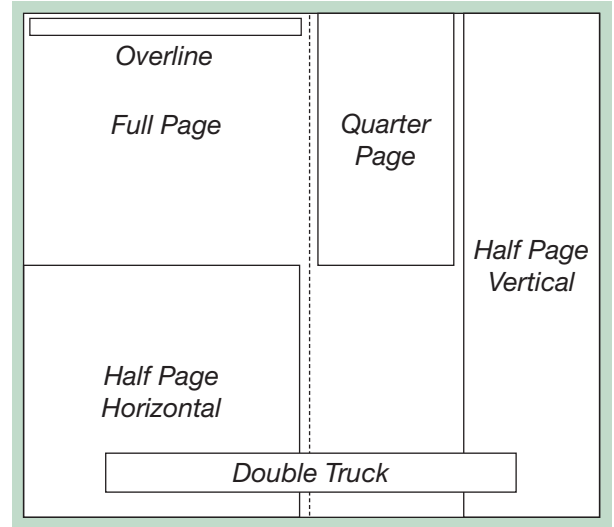 Overline
Full Page
Quarter
Page
Half Page
Vertical
Half Page
Horizontal
Double Truck